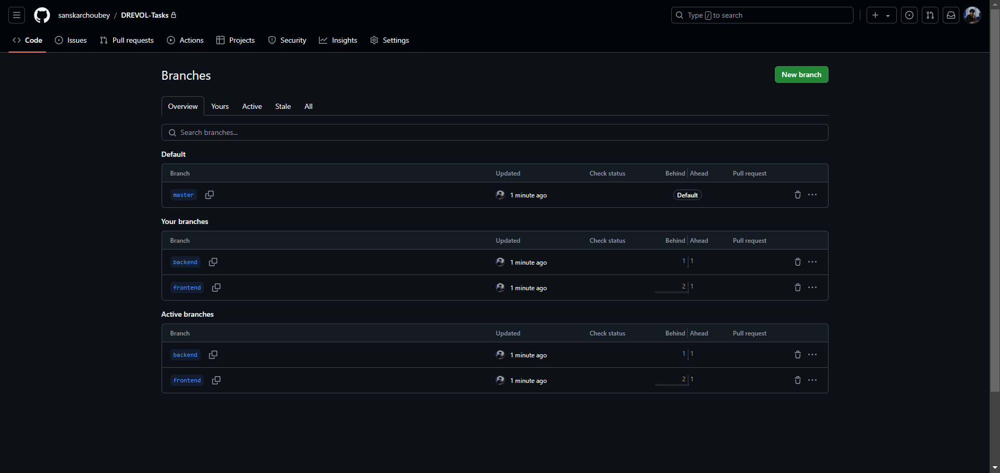 sanskarchoubey / DREVOL-Tasks
Type / to search
Code Issues Pull requests Actions Projects Security Insights Settings
Branches
New branch
Overview Yours Active Stale All
Search branches...
Default
Branch Updated Check status Behind Ahead Pull request
master 1 minute ago Default
Your branches
Branch Updated Check status Behind Ahead Pull request
backend 1 minute ago 1 1
frontend 1 minute ago 2 1
Active branches
Branch Updated Check status Behind Ahead Pull request
backend 1 minute ago 1 1
frontend 1 minute ago 2 1